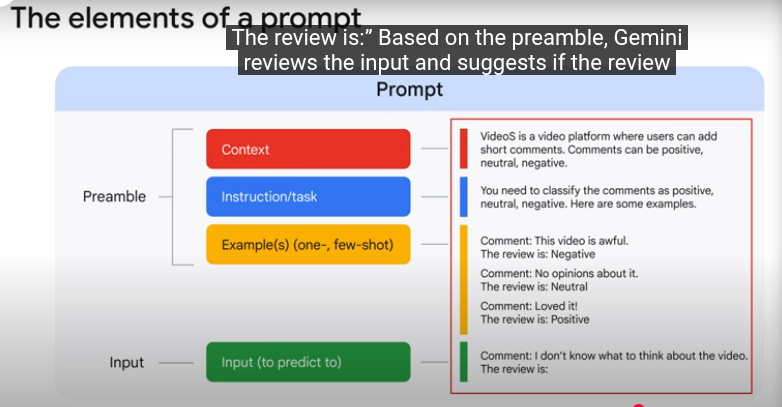 The elements of a prompt
The review is:” Based on the preamble, Gemini
reviews the input and suggests if the review
Prompt
Preamble
Context
VideoS is a video platform where users can add
short comments. Comments can be positive,
neutral, negative.
Instruction/task
You need to classify the comments as positive,
neutral, negative. Here are some examples.
Example(s) (one-, few-shot)
Comment: This video is awful.
The review is: Negative
Comment: No opinions about it.
The review is: Neutral
Comment: Loved it!
The review is: Positive
Input
Input (to predict to)
Comment: I don’t know what to think about the video.
The review is: